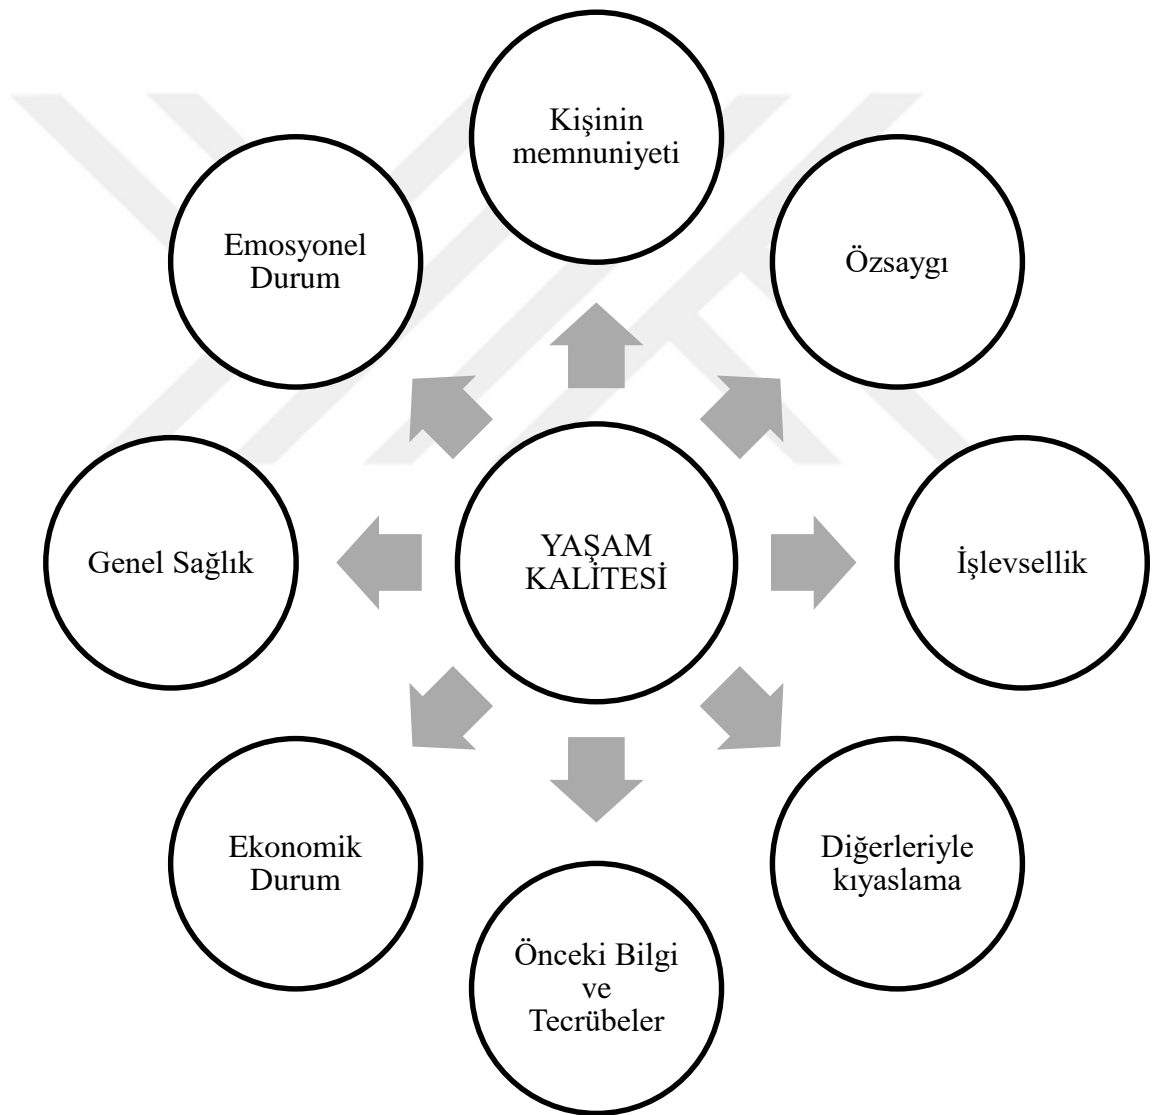 Kişinin
memnuniyeti
Özsaygı
İşlevsellik
Diğerleriyle
kıyaslama
Önceki Bilgi
ve
Tecrübeler
Ekonomik
Durum
Genel Sağlık
Emosyonel
Durum
YAŞAM
KALİTESİ